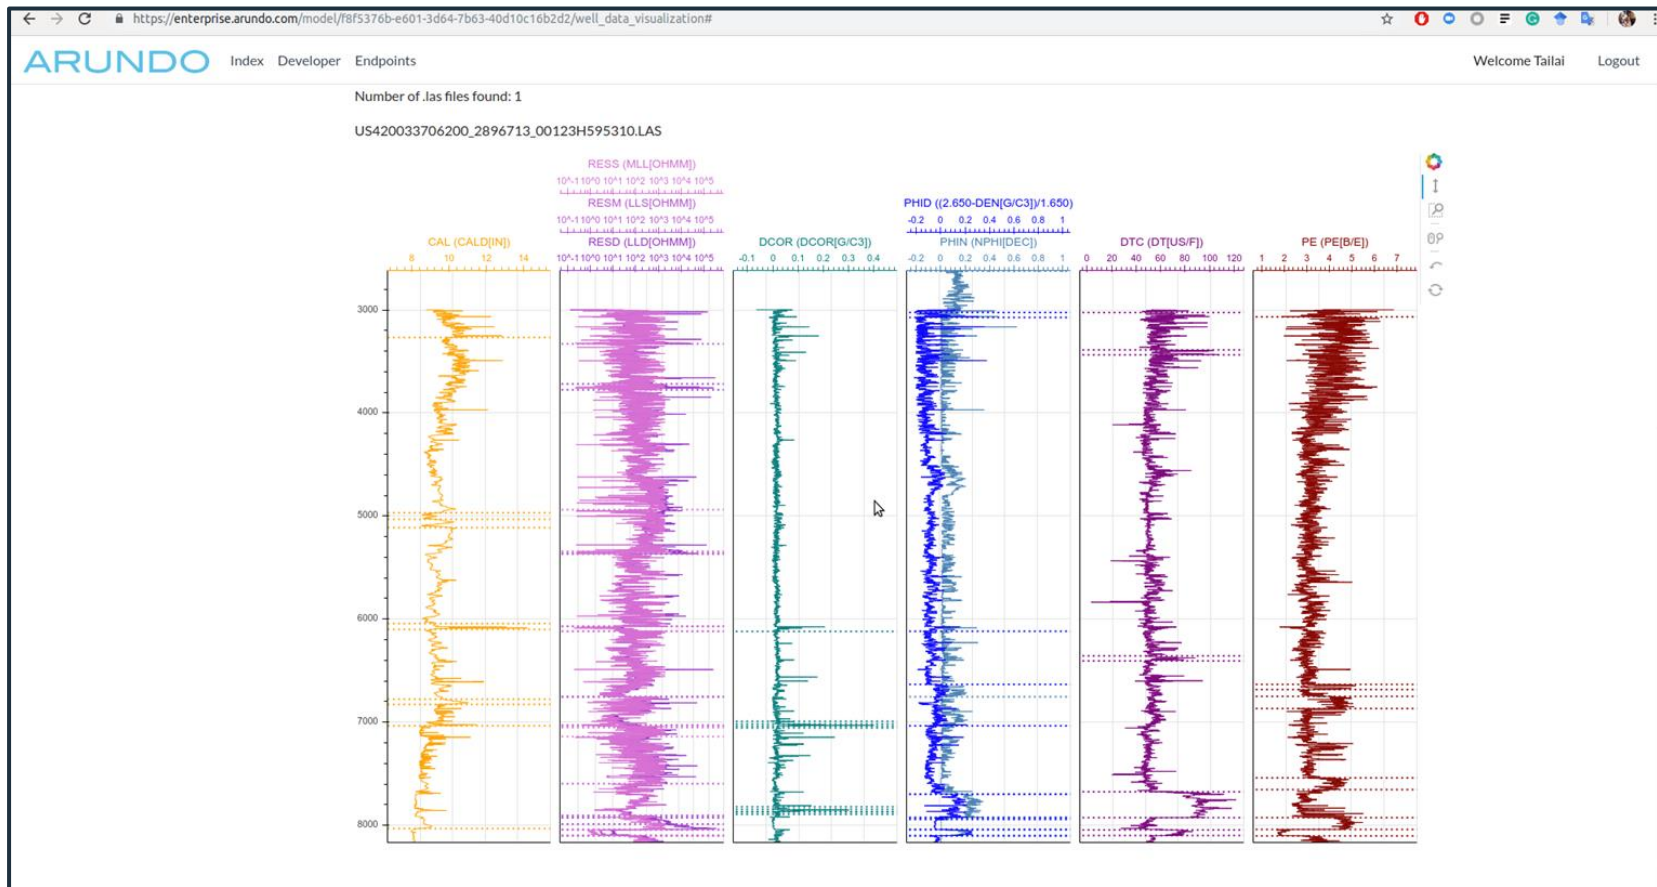 https://enterprise.arundo.com/model/f8f5376b-e601-3d64-7b63-40d10c16b2d2/well_data_visualization#
ARUNDO Index Developer Endpoints Welcome Tailai Logout
Number of .las files found: 1
US420033706200_2896713_00123H595310.LAS
RESS (MLL[OHMM])
10^-1 10^0 10^1 10^2 10^3 10^4 10^5
RESM (LLS[OHMM]) PHID ((2.650-DEN[G/C3])/1.650)
10^-1 10^0 10^1 10^2 10^3 10^4 10^5 -0.2 0 0.2 0.4 0.6 0.8 1
CAL (CALD[IN]) RESD (LLD[OHMM]) DCOR (DCOR[G/C3]) PHIN (NPHI[DEC]) DTC (DT[US/F]) PE (PE[B/E])
8 10 12 14 10^-1 10^0 10^1 10^2 10^3 10^4 10^5 -0.1 0 0.1 0.2 0.3 0.4 -0.2 0 0.2 0.4 0.6 0.8 1 0 20 40 60 80 100 120 1 2 3 4 5 6 7
3000
4000
5000
6000
7000
8000